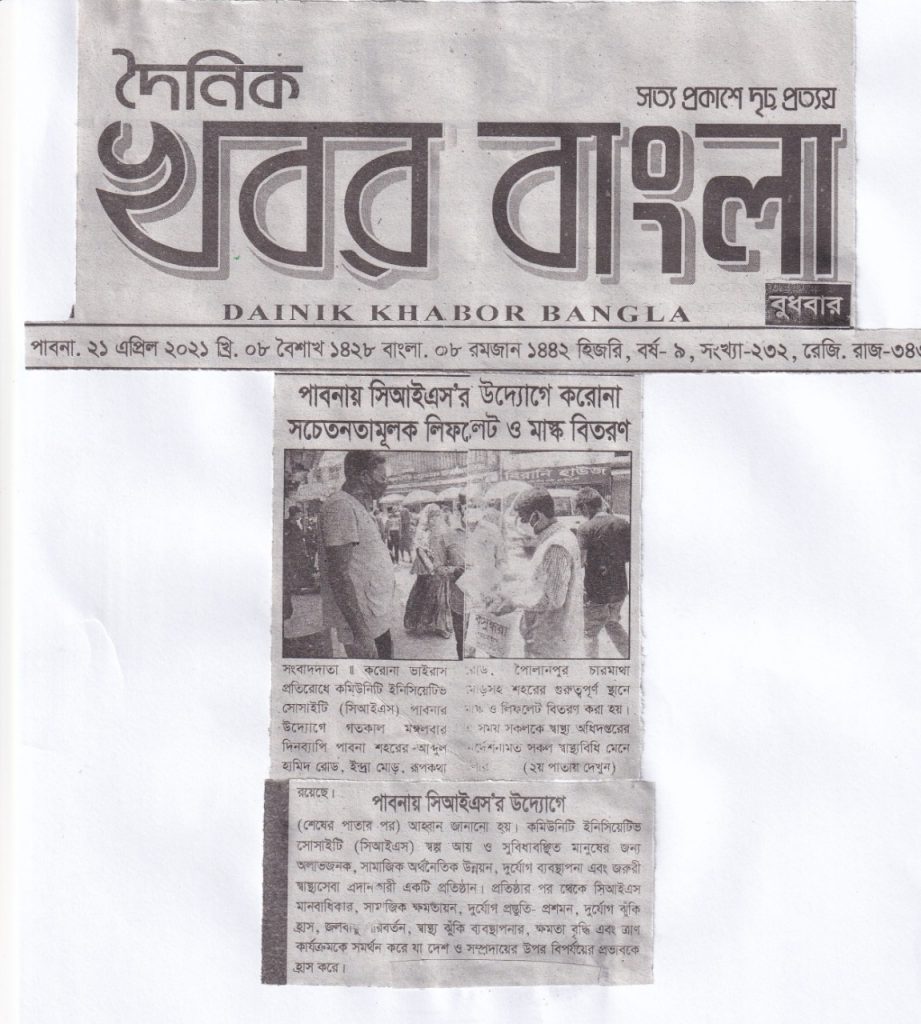 দৈনিক
সত্য প্রকাশে দৃঢ় প্রত্যয়
খবর বাংলা
DAINIK KHABOR BANGLA
বুধবার
পাবনা. ২১ এপ্রিল ২০২১ খ্রি. ০৮ বৈশাখ ১৪২৮ বাংলা. ০৮ রমজান ১৪৪২ হিজরি, বর্ষ- ৯, সংখ্যা-২৩২, রেজি. রাজ-৩৪
পাবনায় সিআইএস'র উদ্যোগে করোনা
সচেতনতামূলক লিফলেট ও মাস্ক বিতরণ
বিরানি হাউজ
বসুন্ধরা
সংবাদদাতা ॥ করোনা ভাইরাস
প্রতিরোধে কমিউনিটি ইনিসিয়েটিভ
সোসাইটি (সিআইএস) পাবনার
উদ্যোগে গতকাল মঙ্গলবার
দিনব্যাপি পাবনা শহরের আব্দুল
হামিদ রোড, ইন্দ্রা মোড়, রূপকথা
রোড, পৈলানপুর চারমাথা
মোড়সহ শহরের গুরুত্বপূর্ণ স্থানে
মাস্ক ও লিফলেট বিতরণ করা হয়।
সময় সকলকে স্বাস্থ্য অধিদপ্তরের
নির্দেশনামত সকল স্বাস্থ্যবিধি মেনে
(২য় পাতায় দেখুন)
রয়েছে।
পাবনায় সিআইএস'র উদ্যোগে
(শেষের পাতার পর) আহ্বান জানানো হয়। কমিউনিটি ইনিসিয়েটিভ
সোসাইটি (সিআইএস) স্বল্প আয় ও সুবিধাবঞ্ছিত মানুষের জন্য
অলাভজনক, সামাজিক অর্থনৈতিক উন্নয়ন, দুর্যোগ ব্যবস্থাপনা এবং জরুরী
স্বাস্থ্যসেবা প্রদানকারী একটি প্রতিষ্ঠান। প্রতিষ্ঠার পর থেকে সিআইএস
মানবাধিকার, সামাজিক ক্ষমতায়ন, দুর্যোগ প্রস্তুতি- প্রশমন, দুর্যোগ ঝুঁকি
হ্রাস, জলবায়ু পরিবর্তন, স্বাস্থ্য ঝুঁকি ব্যবস্থাপনার, ক্ষমতা বৃদ্ধি এবং ত্রাণ
কার্যক্রমকে সমর্থন করে যা দেশ ও সম্প্রদায়ের উপর বিপর্যয়ের প্রভাবকে
হ্রাস করে।